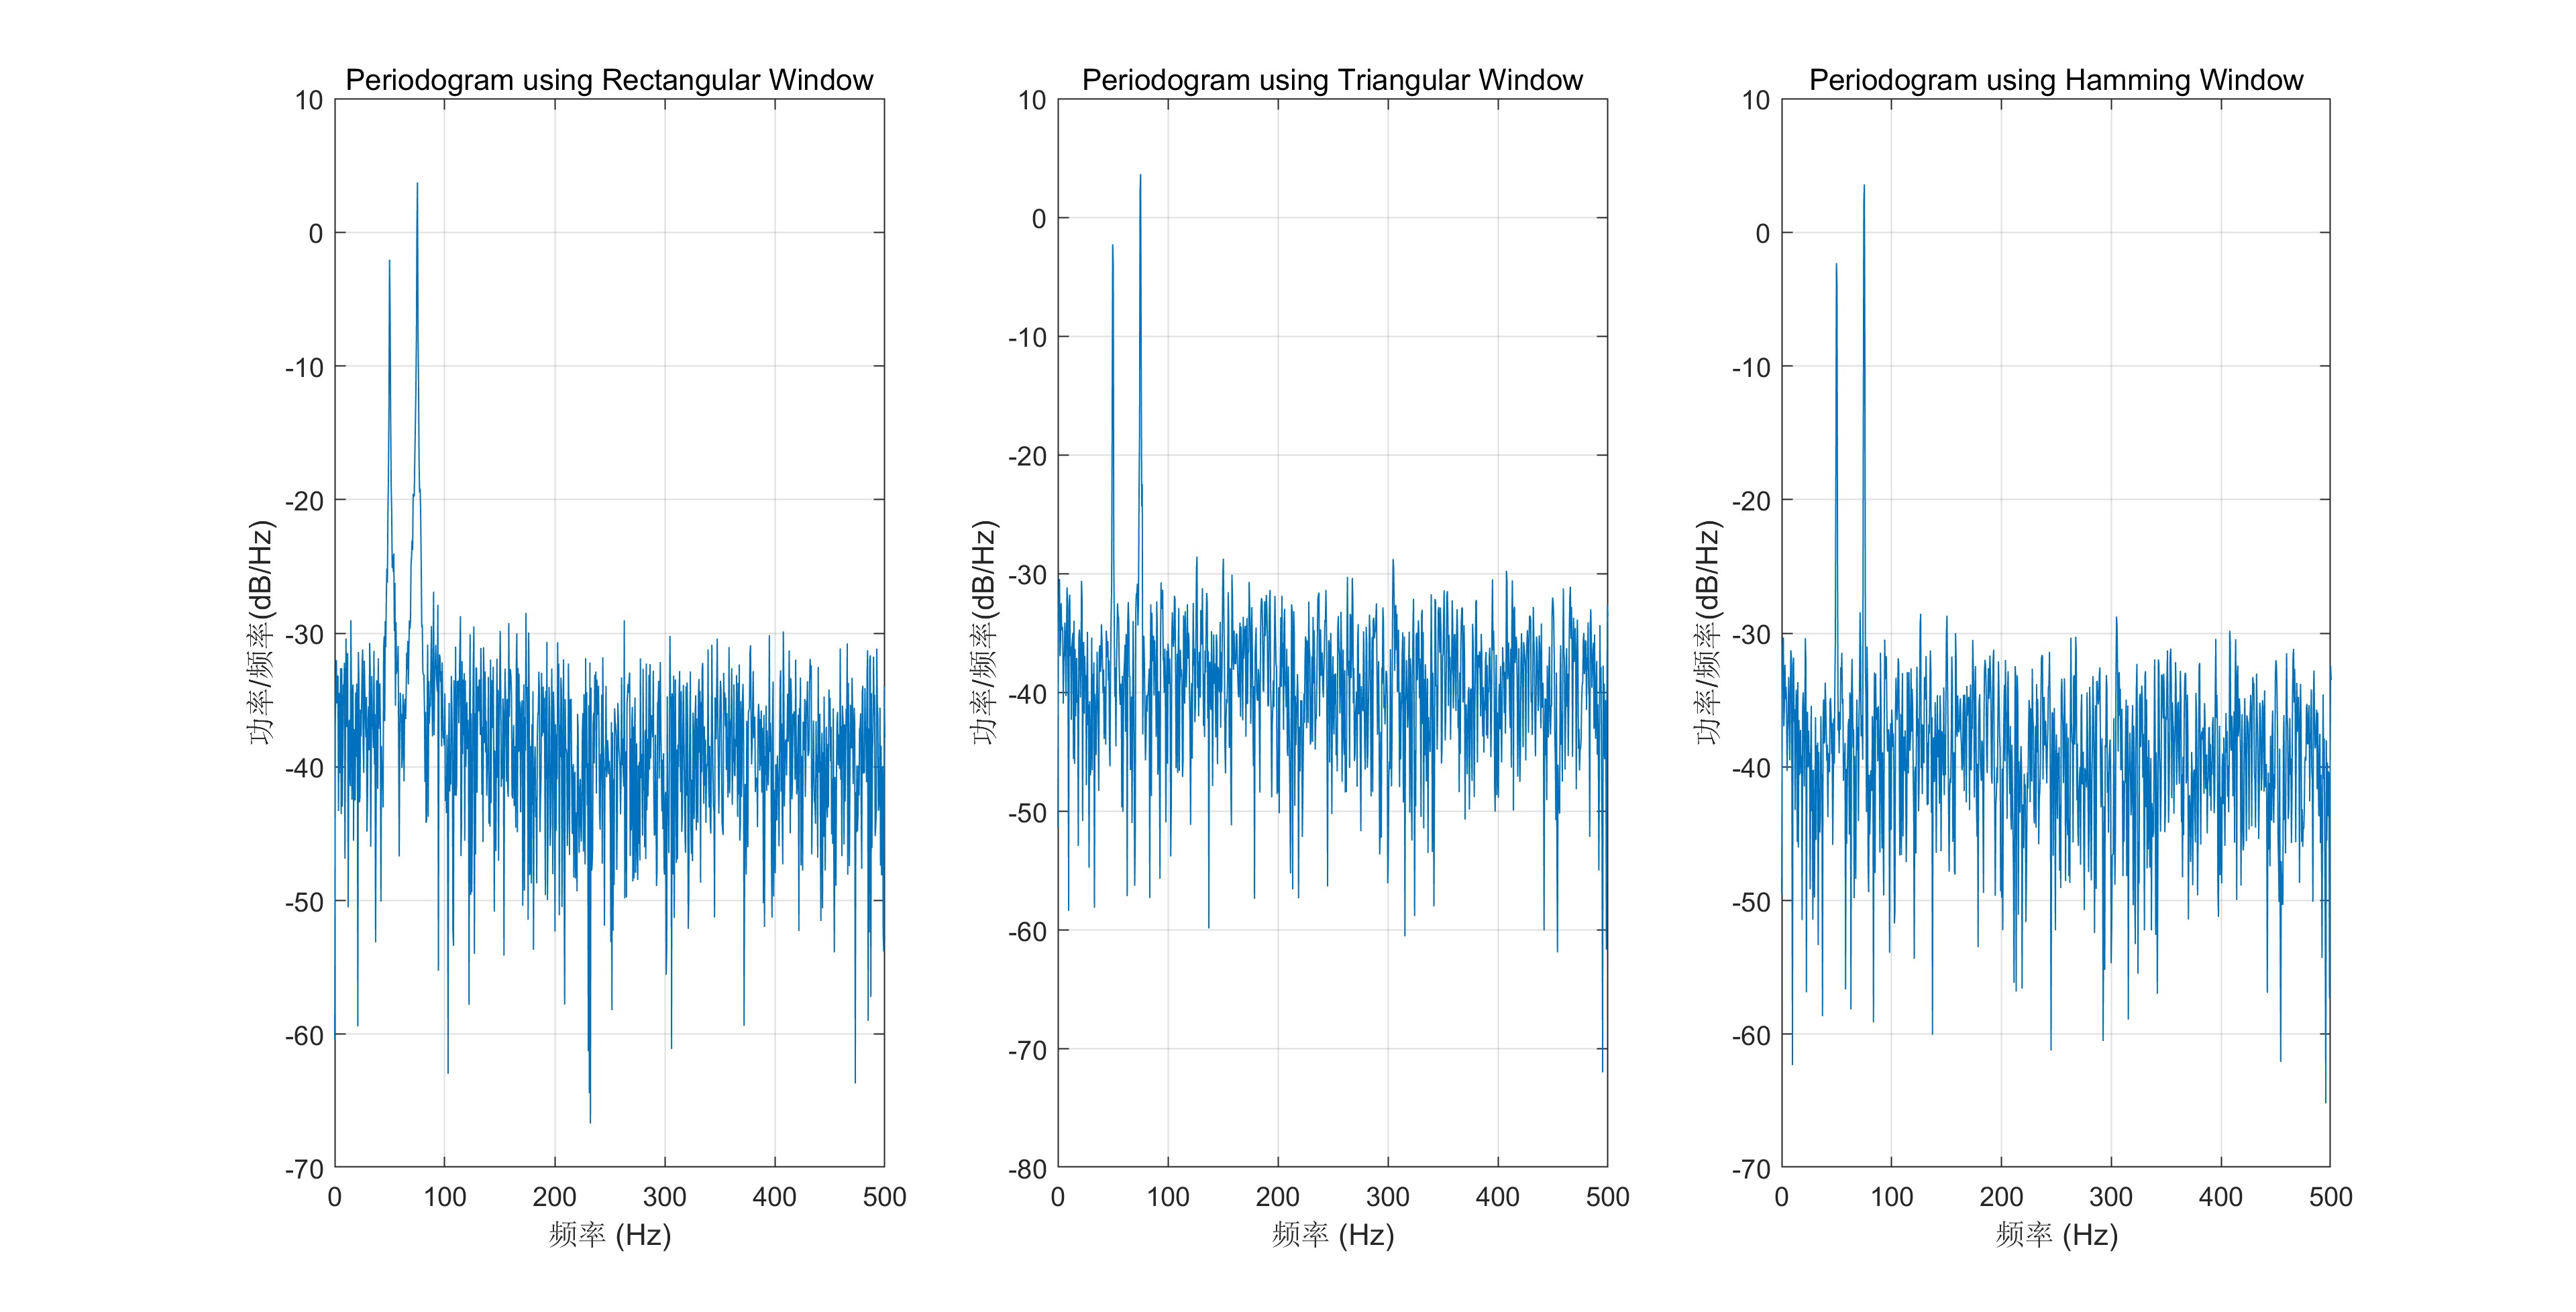 Periodogram using Rectangular Window
10
0
-10
-20
-30
-40
-50
-60
-70
0 100 200 300 400 500
功率/频率(dB/Hz)
频率 (Hz)
Periodogram using Triangular Window
10
0
-10
-20
-30
-40
-50
-60
-70
-80
0 100 200 300 400 500
功率/频率(dB/Hz)
频率 (Hz)
Periodogram using Hamming Window
10
0
-10
-20
-30
-40
-50
-60
-70
0 100 200 300 400 500
功率/频率(dB/Hz)
频率 (Hz)